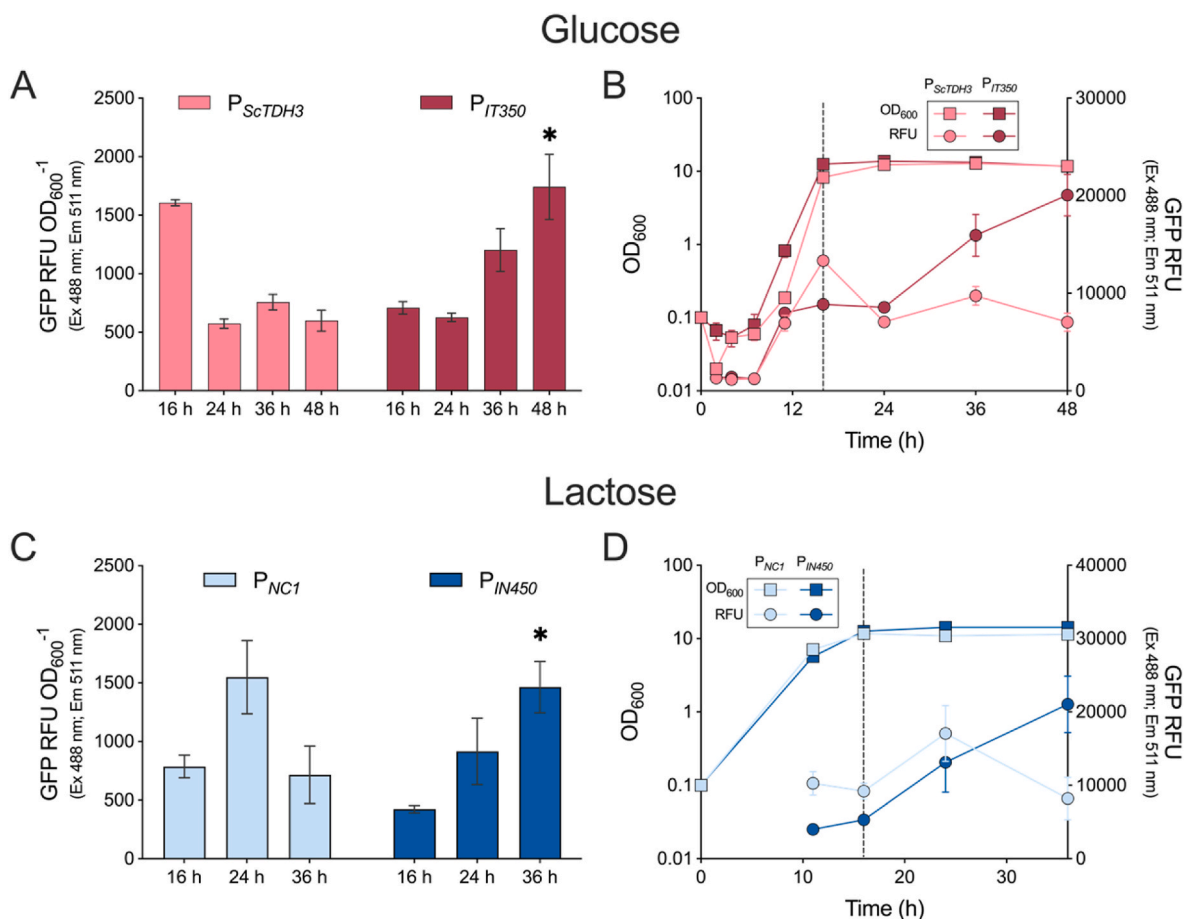 Glucose
A
P_ScTDH3
P_IT350
GFP RFU OD600^-1
(Ex 488 nm; Em 511 nm)
2500
2000
1500
1000
500
0
*
16 h 24 h 36 h 48 h 16 h 24 h 36 h 48 h
B
P_ScTDH3 P_IT350
OD600
RFU
OD600
100
10
1
0.1
0.01
30000
20000
10000
0
GFP RFU
(Ex 488 nm; Em 511 nm)
0 12 24 36 48
Time (h)
Lactose
C
P_NC1
P_IN450
GFP RFU OD600^-1
(Ex 488 nm; Em 511 nm)
2500
2000
1500
1000
500
0
*
16 h 24 h 36 h 16 h 24 h 36 h
D
P_NC1 P_IN450
OD600
RFU
OD600
100
10
1
0.1
0.01
40000
30000
20000
10000
0
GFP RFU
(Ex 488 nm; Em 511 nm)
0 10 20 30
Time (h)